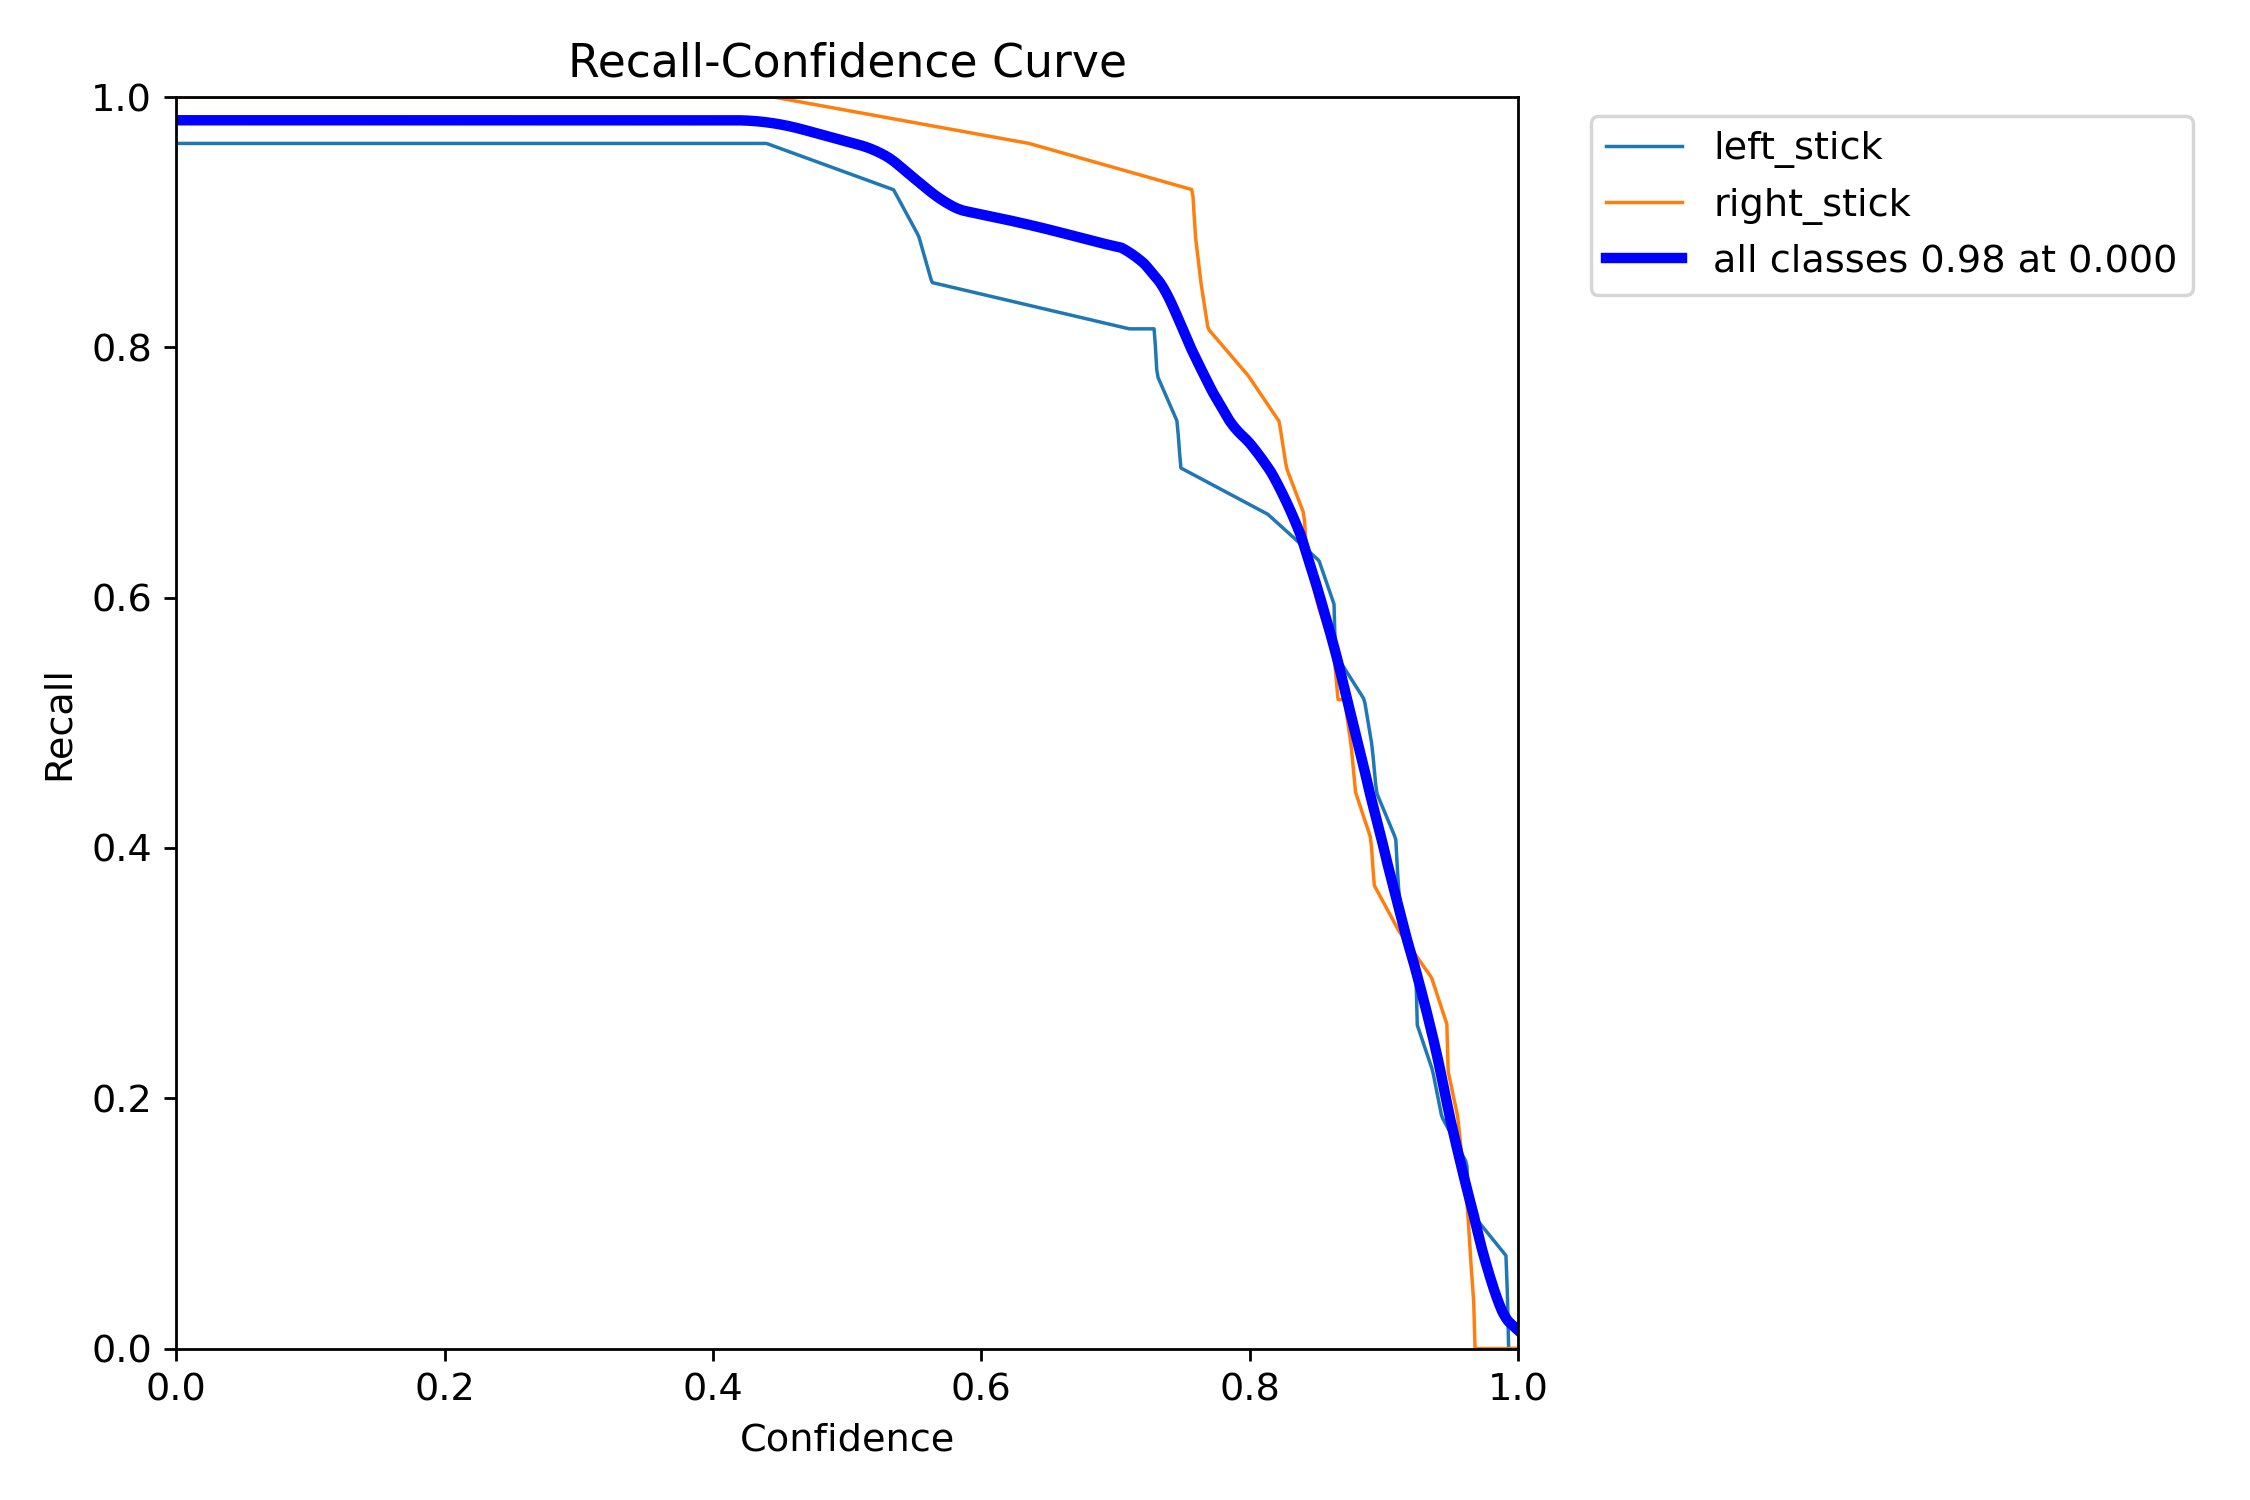 Recall-Confidence Curve
1.0
0.8
0.6
0.4
0.2
0.0
Recall
0.0 0.2 0.4 0.6 0.8 1.0
Confidence
left_stick
right_stick
all classes 0.98 at 0.000